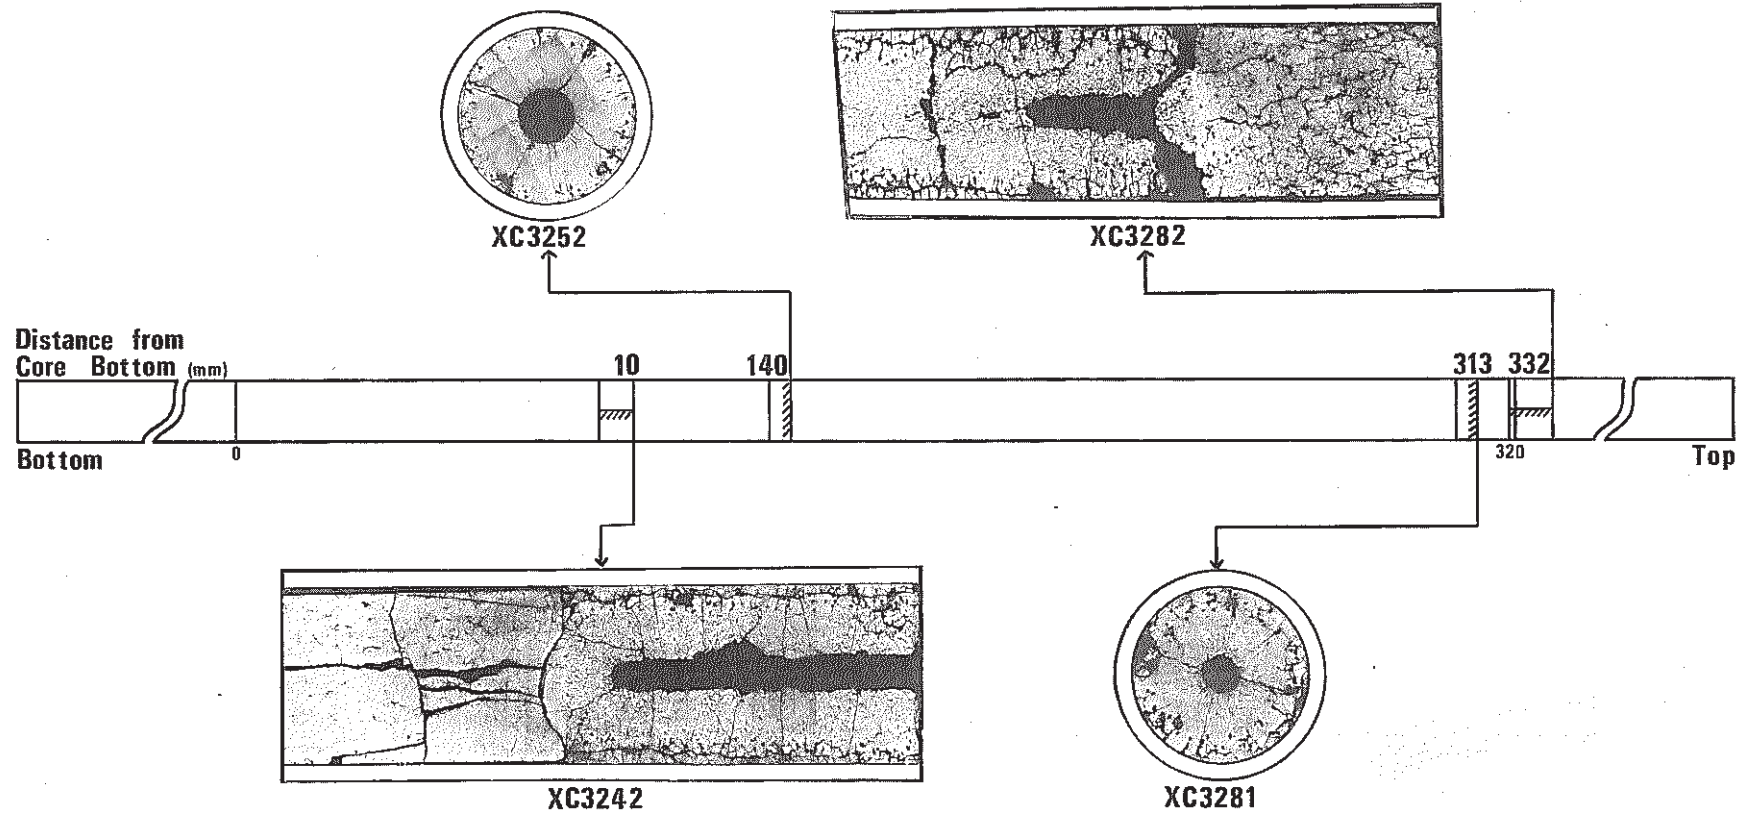 XC3252
XC3282
Distance from
Core Bottom (mm)
10
140
313
332
Bottom
0
320
Top
XC3242
XC3281